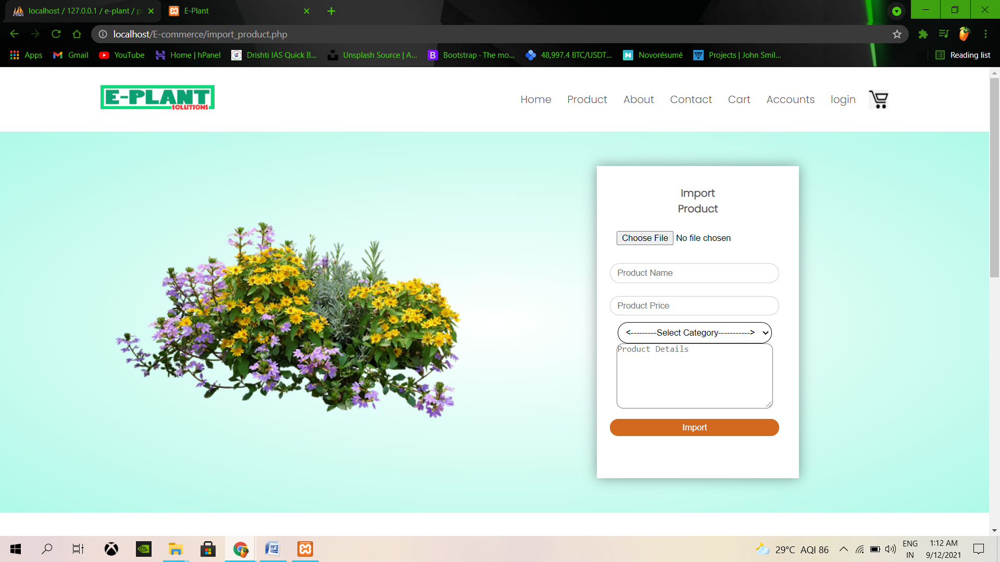 localhost / 127.0.0.1 / e-plant / p
E-Plant
localhost/E-commerce/import_product.php
Apps
Gmail
YouTube
Home | hPanel
Drishti IAS Quick B...
Unsplash Source | A...
Bootstrap · The mo...
48,997.4 BTC/USDT...
Novorésumé
Projects | John Smil...
Reading list
E-PLANT
SOLUTIONS
Home Product About Contact Cart Accounts login
Import
Product
Choose File No file chosen
Product Name
Product Price
<---------Select Category----------->
Product Details
Import
29°C AQI 86
ENG
IN
1:12 AM
9/12/2021